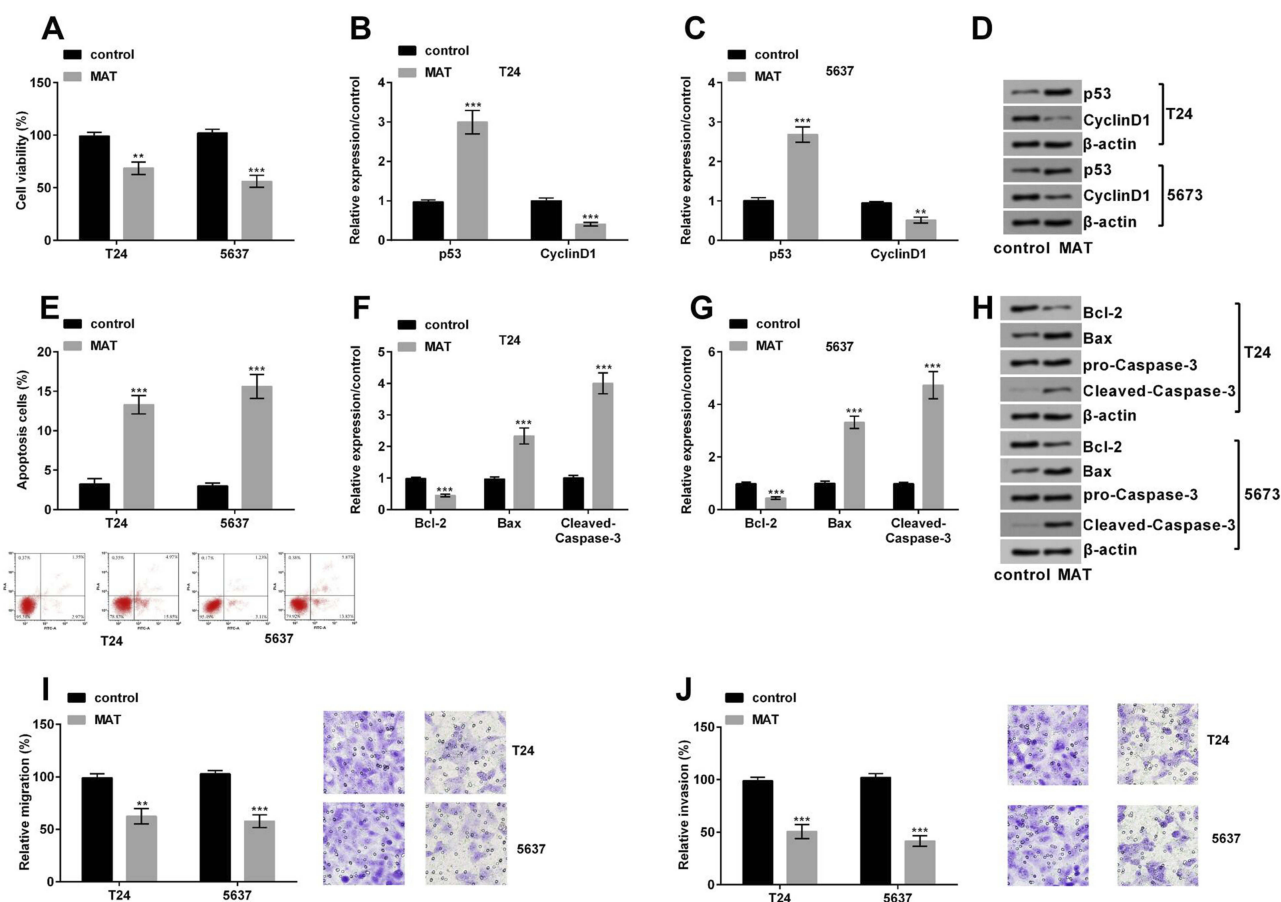 A
control
MAT
Cell viability (%)
150
100
50
0
**
***
T24
5637
B
control
MAT
T24
Relative expression/control
4
3
2
1
0
***
***
p53
CyclinD1
C
control
MAT
5637
Relative expression/control
4
3
2
1
0
***
**
p53
CyclinD1
D
p53
CyclinD1
β-actin
T24
p53
CyclinD1
β-actin
5673
control MAT
E
control
MAT
Apoptosis cells (%)
20
15
10
5
0
***
***
T24
5637
F
control
MAT
T24
Relative expression/control
5
4
3
2
1
0
***
***
***
Bcl-2
Bax
Cleaved-
Caspase-3
G
control
MAT
5637
Relative expression/control
6
4
2
0
***
***
***
Bcl-2
Bax
Cleaved-
Caspase-3
H
Bcl-2
Bax
pro-Caspase-3
Cleaved-Caspase-3
β-actin
T24
Bcl-2
Bax
pro-Caspase-3
Cleaved-Caspase-3
β-actin
5673
control MAT
FITC-A
FITC-A
FITC-A
FITC-A
T24
5637
I
control
MAT
Relative migration (%)
150
100
50
0
**
***
T24
5637
T24
5637
J
control
MAT
Relative invasion (%)
150
100
50
0
***
***
T24
5637
T24
5637